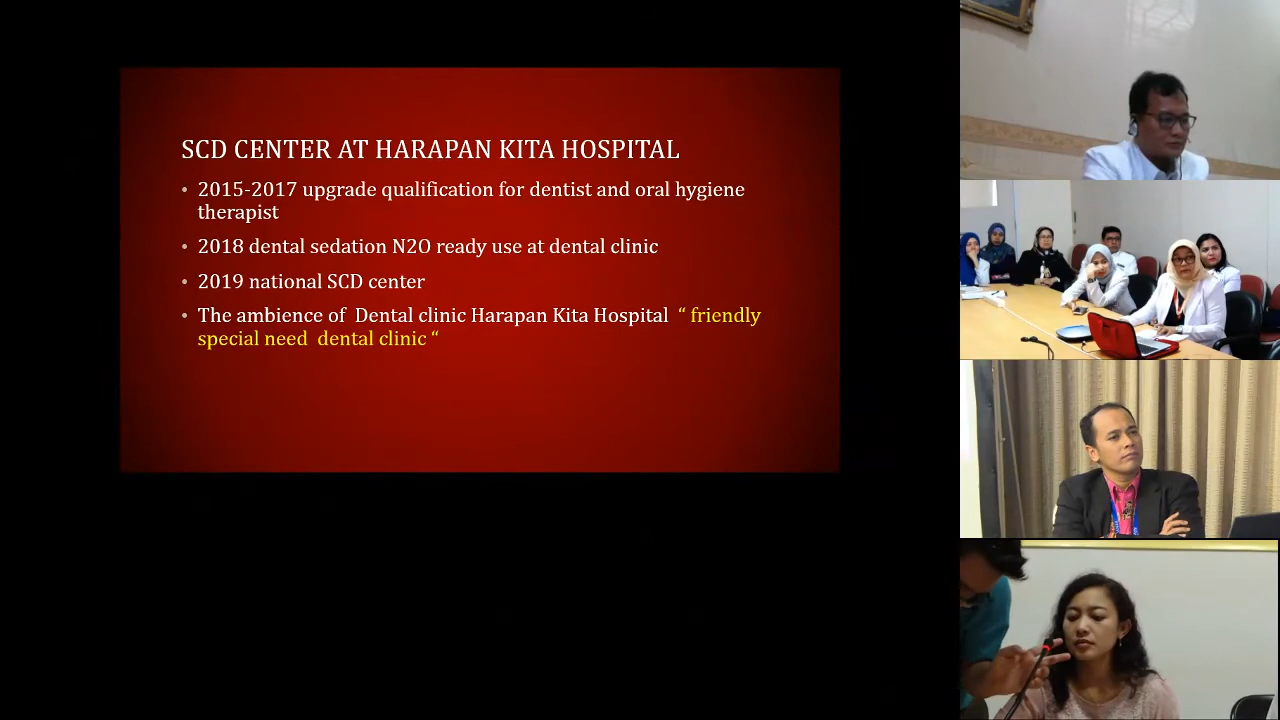 SCD CENTER AT HARAPAN KITA HOSPITAL
• 2015-2017 upgrade qualification for dentist and oral hygiene
therapist
• 2018 dental sedation N2O ready use at dental clinic
• 2019 national SCD center
• The ambience of  Dental clinic Harapan Kita Hospital  “ friendly
special need  dental clinic “